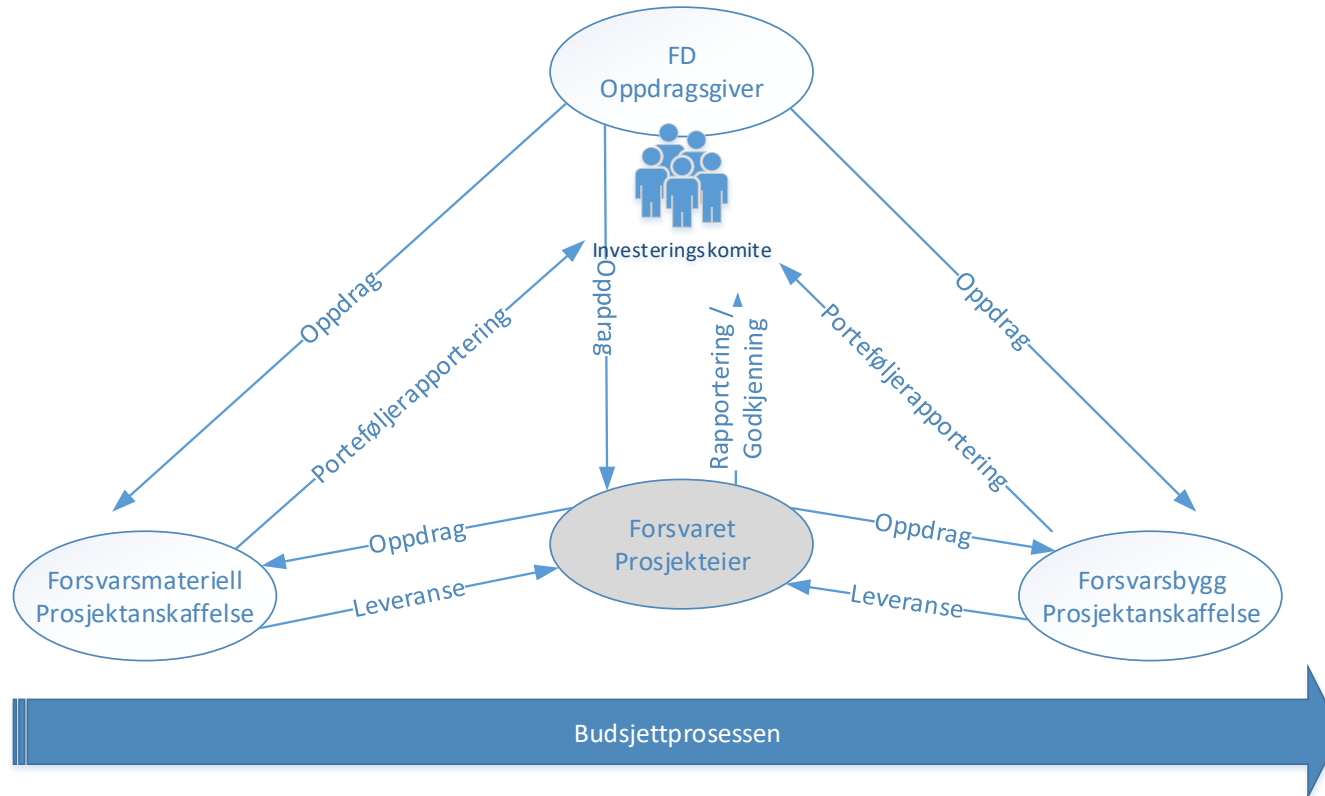 FD
Oppdragsgiver
Investeringskomite
Oppdrag
Porteføljerapportering
Oppdrag
Rapportering /
Godkjenning
Porteføljerapportering
Oppdrag
Forsvarsmateriell
Prosjektanskaffelse
Oppdrag
Leveranse
Forsvaret
Prosjekteier
Oppdrag
Leveranse
Forsvarsbygg
Prosjektanskaffelse
Budsjettprosessen